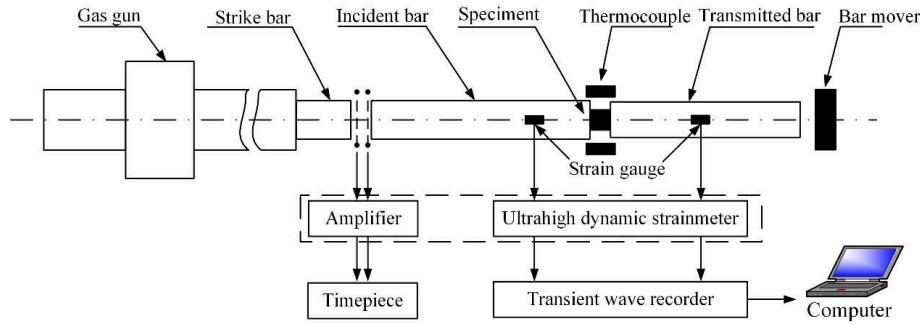 Gas gun
Strike bar
Incident bar
Speciment
Thermocouple
Transmitted bar
Bar mover
Strain gauge
Amplifier
Ultrahigh dynamic strainmeter
Timepiece
Transient wave recorder
Computer